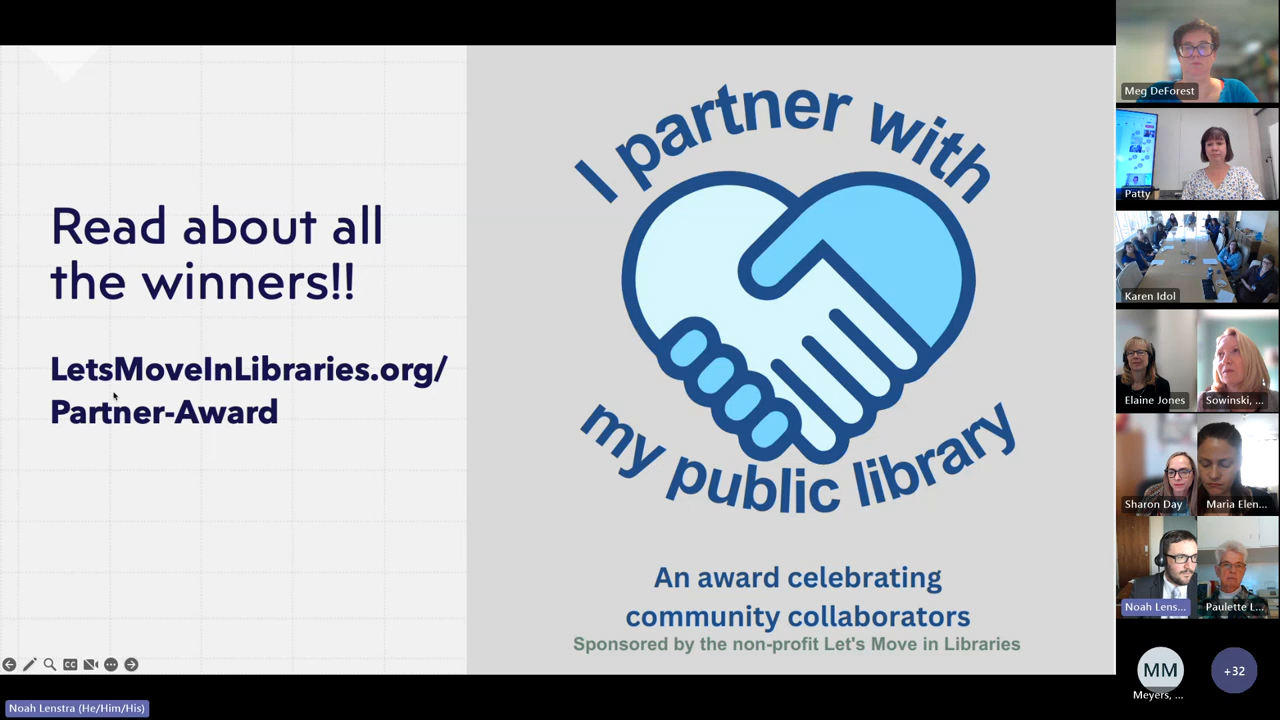 Read about all
the winners!!
LetsMoveInLibraries.org/
Partner-Award
I partner with
my public library
An award celebrating
community collaborators
Sponsored by the non-profit Let's Move in Libraries
CC
Noah Lenstra (He/Him/His)
Meg DeForest
Patty
Karen Idol
Elaine Jones
Sowinski, ...
Sharon Day
Maria Elen...
Noah Lens...
Paulette L...
MM
+32
Meyers, ...